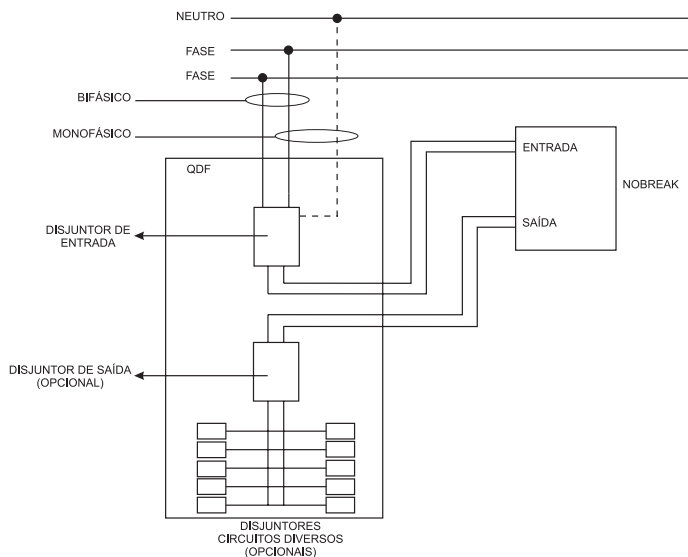 NEUTRO
FASE
FASE
BIFÁSICO
MONOFÁSICO
QDF
ENTRADA
NOBREAK
SAÍDA
DISJUNTOR DE
ENTRADA
DISJUNTOR DE SAÍDA
(OPCIONAL)
DISJUNTORES
CIRCUITOS DIVERSOS
(OPCIONAIS)